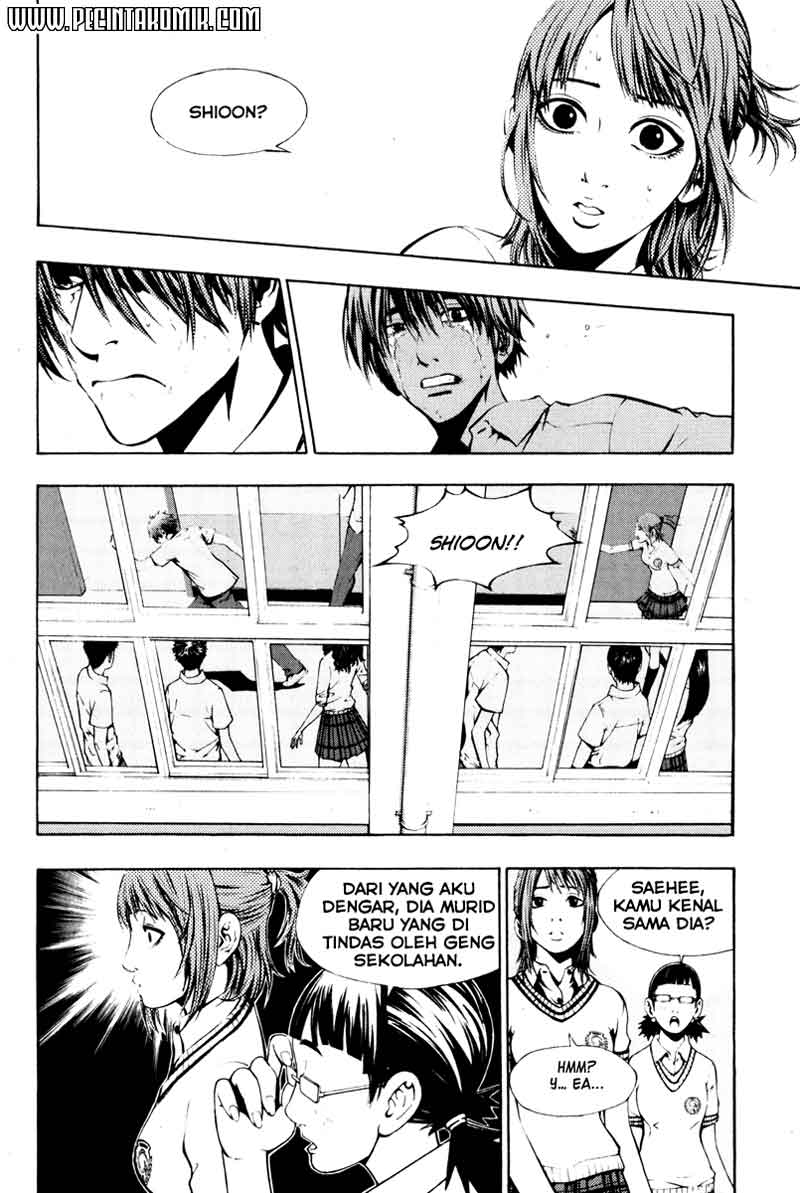 WWW.PECINTAKOMIK.COM
SHIOON?
SHIOON!!
DARI YANG AKU
DENGAR, DIA MURID
BARU YANG DI
TINDAS OLEH GENG
SEKOLAHAN.
SAEHEE,
KAMU KENAL
SAMA DIA?
HMM?
Y... EA...